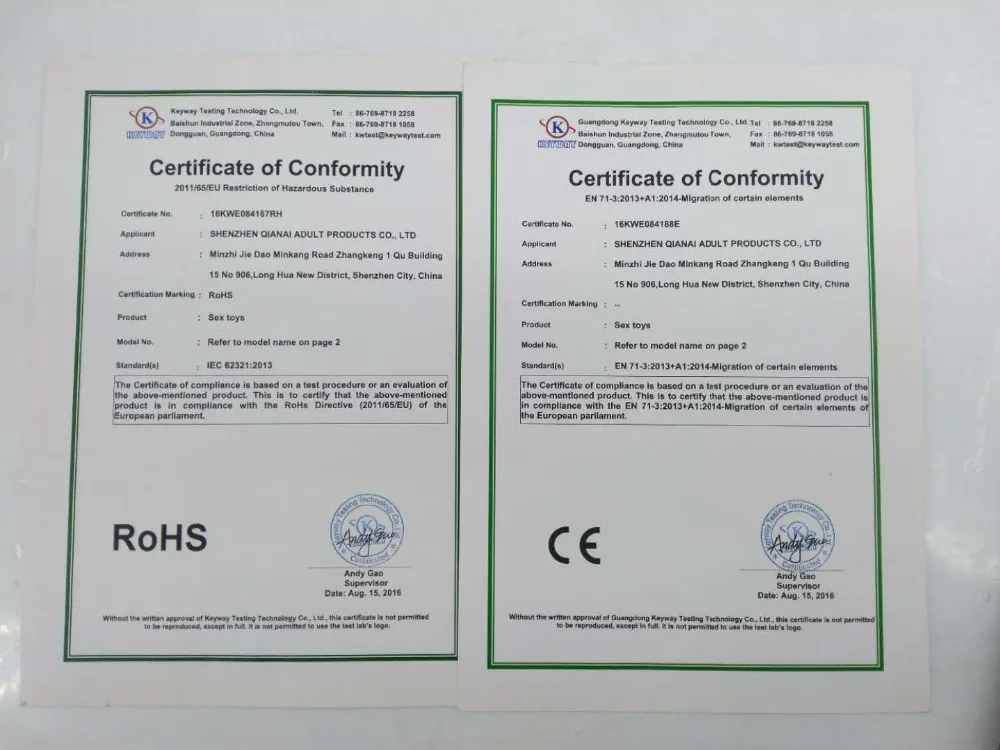 KEYWAY
Keyway Testing Technology Co., Ltd.
Baishun Industrial Zone, Zhangmutou Town,
Dongguan, Guangdong, China
Tel : 86-769-8718 2258
Fax : 86-769-8718 1058
Mail : kwtest@keywaytest.com
Certificate of Conformity
2011/65/EU Restriction of Hazardous Substance
Certificate No. : 16KWE084187RH
Applicant : SHENZHEN QIANAI ADULT PRODUCTS CO., LTD
Address : Minzhi Jie Dao Minkang Road Zhangkeng 1 Qu Building
15 No 906,Long Hua New District, Shenzhen City, China
Certification Marking : RoHS
Product : Sex toys
Model No. : Refer to model name on page 2
Standard(s) : IEC 62321:2013
The Certificate of compliance is based on a test procedure or an evaluation of
the above-mentioned product. This is to certify that the above-mentioned
product is in compliance with the RoHs Directive (2011/65/EU) of the
European parliament.
RoHS
Keyway Testing Technology Co., Ltd.
K
Certificated
Andy Gao
Andy Gao
Supervisor
Date: Aug. 15, 2016
Without the written approval of Keyway Testing Technology Co., Ltd., this certificate is not permitted
to be reproduced, except in full. It is not permitted to use the test lab's logo.
K
KEYWAY
Guangdong Keyway Testing Technology Co., Ltd.
Baishun Industrial Zone, Zhangmutou Town,
Dongguan, Guangdong, China
Tel : 86-769-8718 2258
Fax : 86-769-8718 1058
Mail : kwtest@keywaytest.com
Certificate of Conformity
EN 71-3:2013+A1:2014-Migration of certain elements
Certificate No. : 16KWE084188E
Applicant : SHENZHEN QIANAI ADULT PRODUCTS CO., LTD
Address : Minzhi Jie Dao Minkang Road Zhangkeng 1 Qu Building
15 No 906,Long Hua New District, Shenzhen City, China
Certification Marking : --
Product : Sex toys
Model No. : Refer to model name on page 2
Standard(s) : EN 71-3:2013+A1:2014-Migration of certain elements
The Certificate of compliance is based on a test procedure or an evaluation of the
above-mentioned product. This is to certify that the above-mentioned product is
in compliance with the EN 71-3:2013+A1:2014-Migration of certain elements of
the European parliament.
CE
Keyway Testing Technology Co., Ltd.
K
Certificated
Andy Gao
Andy Gao
Supervisor
Date: Aug. 15, 2016
Without the written approval of Guangdong Keyway Testing Technology Co., Ltd., this certificate is not permitted
to be reproduced, except in full. It is not permitted to use the test lab's logo.